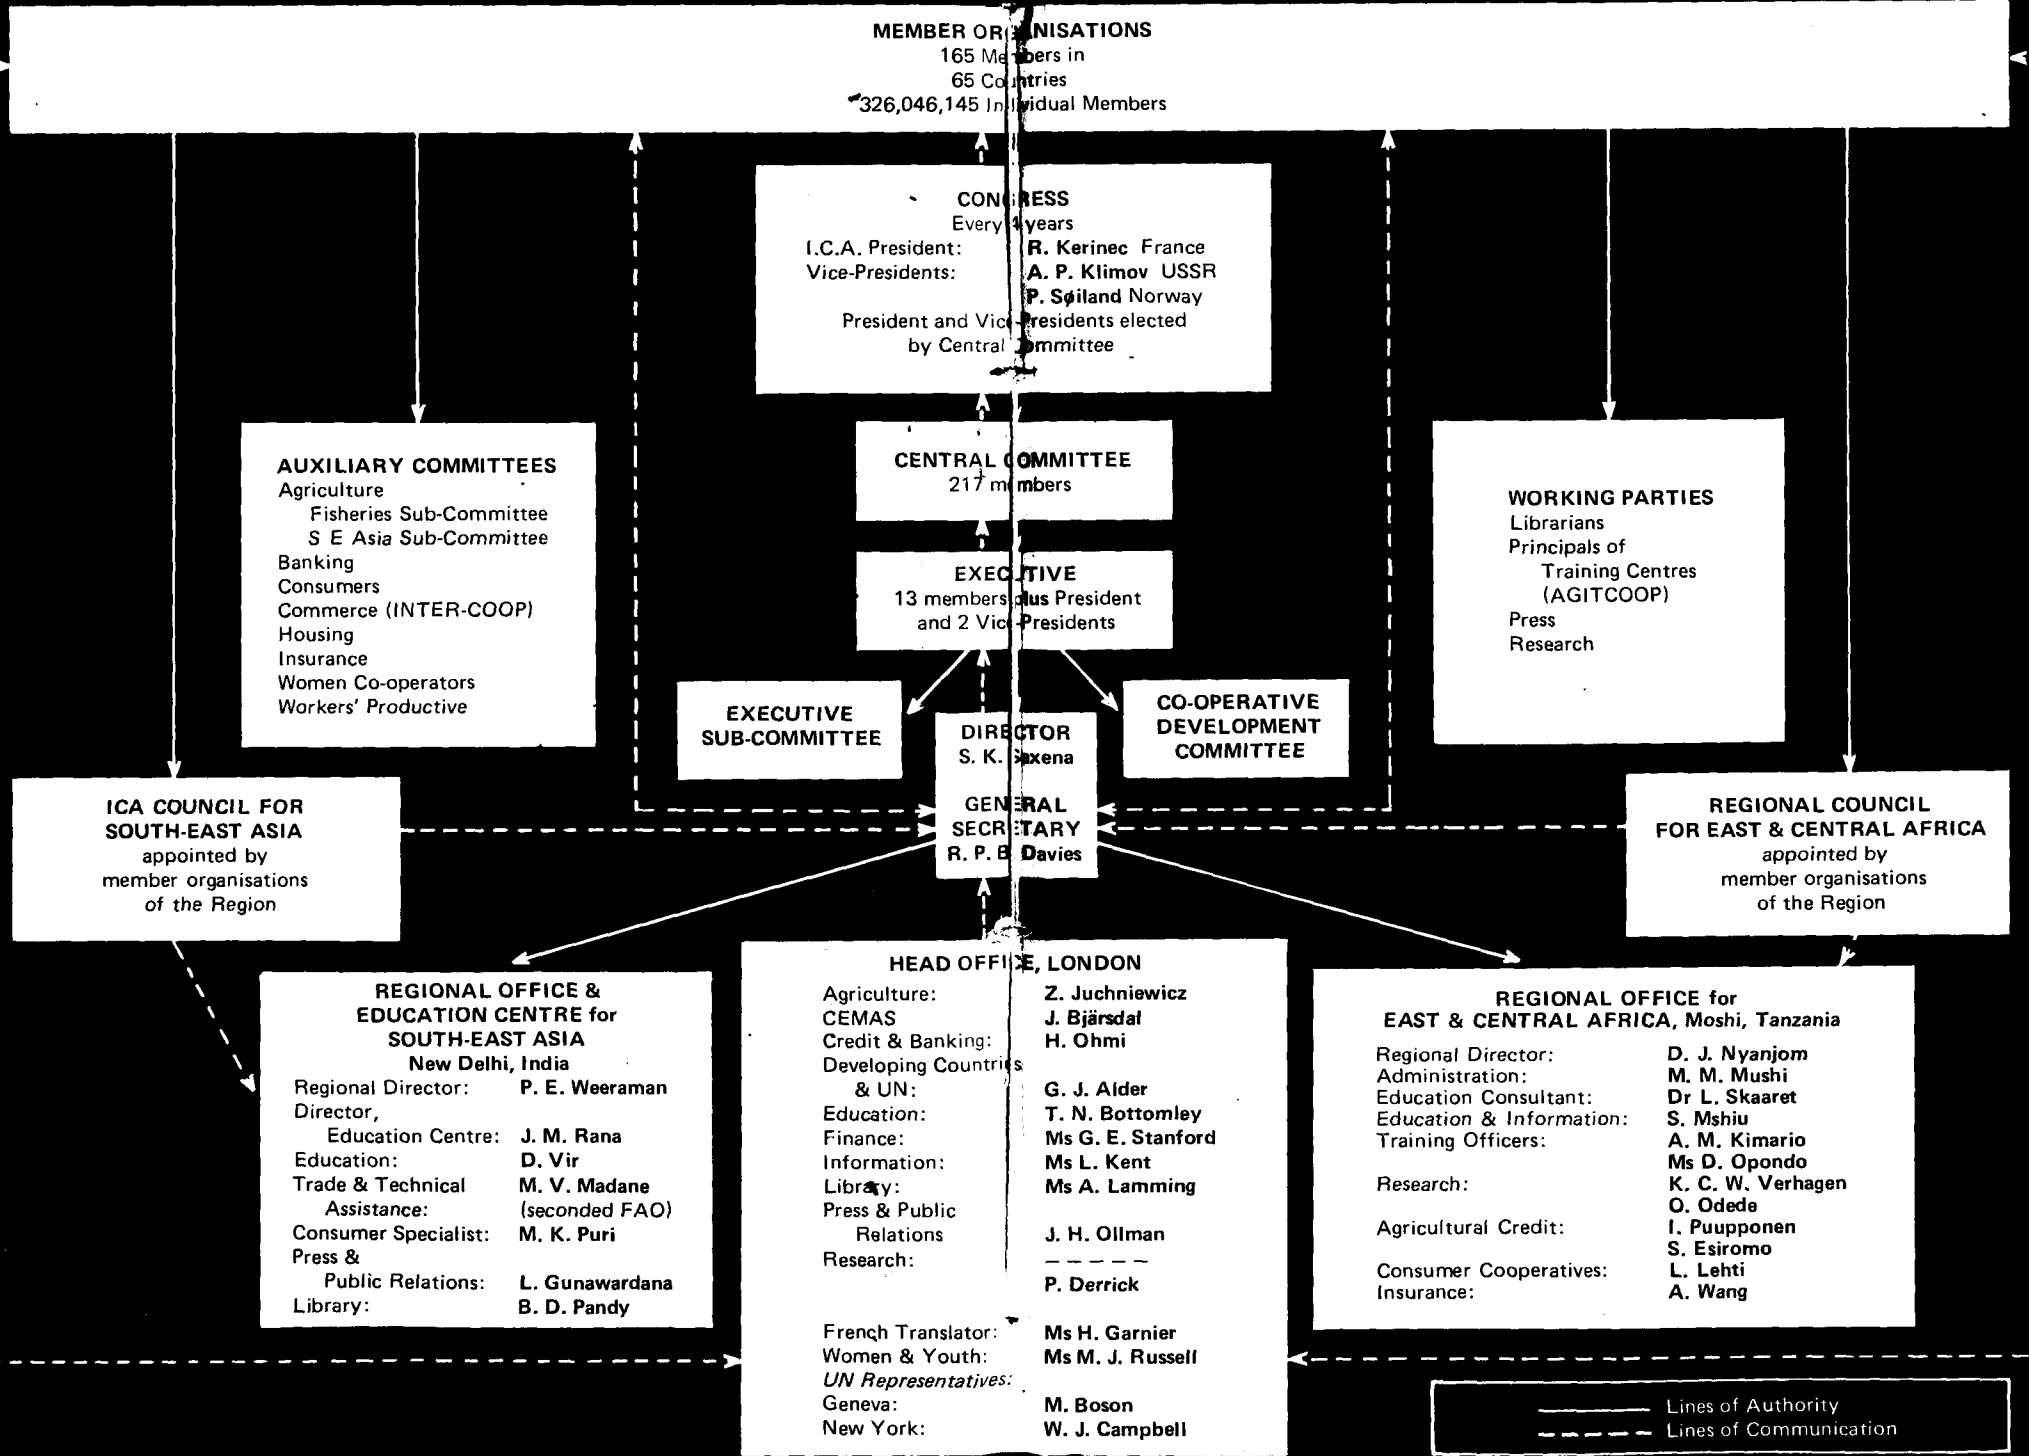 MEMBER ORGANISATIONS
165 Members in
65 Countries
326,046,145 Individual Members
CONGRESS
Every 4 years
I.C.A. President: R. Kerinec France
Vice-Presidents: A. P. Klimov USSR
P. Søiland Norway
President and Vice-Presidents elected
by Central Committee
AUXILIARY COMMITTEES
Agriculture
Fisheries Sub-Committee
S E Asia Sub-Committee
Banking
Consumers
Commerce (INTER-COOP)
Housing
Insurance
Women Co-operators
Workers' Productive
CENTRAL COMMITTEE
217 members
EXECUTIVE
13 members plus President
and 2 Vice-Presidents
WORKING PARTIES
Librarians
Principals of
Training Centres
(AGITCOOP)
Press
Research
EXECUTIVE
SUB-COMMITTEE
DIRECTOR
S. K. Saxena
GENERAL
SECRETARY
R. P. B. Davies
CO-OPERATIVE
DEVELOPMENT
COMMITTEE
ICA COUNCIL FOR
SOUTH-EAST ASIA
appointed by
member organisations
of the Region
REGIONAL COUNCIL
FOR EAST & CENTRAL AFRICA
appointed by
member organisations
of the Region
REGIONAL OFFICE &
EDUCATION CENTRE for
SOUTH-EAST ASIA
New Delhi, India
Regional Director: P. E. Weeraman
Director,
Education Centre: J. M. Rana
Education: D. Vir
Trade & Technical M. V. Madane
Assistance: (seconded FAO)
Consumer Specialist: M. K. Puri
Press &
Public Relations: L. Gunawardana
Library: B. D. Pandy
HEAD OFFICE, LONDON
Agriculture: Z. Juchniewicz
CEMAS J. Bjärsdal
Credit & Banking: H. Ohmi
Developing Countries
& UN: G. J. Alder
Education: T. N. Bottomley
Finance: Ms G. E. Stanford
Information: Ms L. Kent
Library: Ms A. Lamming
Press & Public
Relations J. H. Ollman
Research: – – – – –
P. Derrick
French Translator: Ms H. Garnier
Women & Youth: Ms M. J. Russell
UN Representatives:
Geneva: M. Boson
New York: W. J. Campbell
REGIONAL OFFICE for
EAST & CENTRAL AFRICA, Moshi, Tanzania
Regional Director: D. J. Nyanjom
Administration: M. M. Mushi
Education Consultant: Dr L. Skaaret
Education & Information: S. Mshiu
Training Officers: A. M. Kimario
Ms D. Opondo
Research: K. C. W. Verhagen
O. Odede
Agricultural Credit: I. Puupponen
S. Esiromo
Consumer Cooperatives: L. Lehti
Insurance: A. Wang
Lines of Authority
Lines of Communication